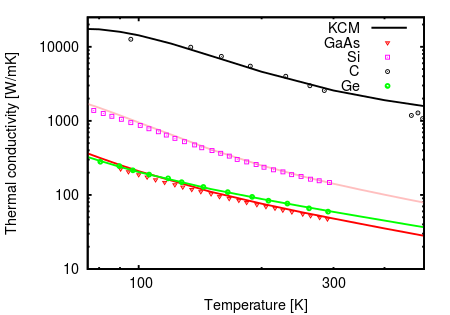 KCM
GaAs
Si
C
Ge
Thermal conductivity [W/mK]
10000
1000
100
10
100
300
Temperature [K]